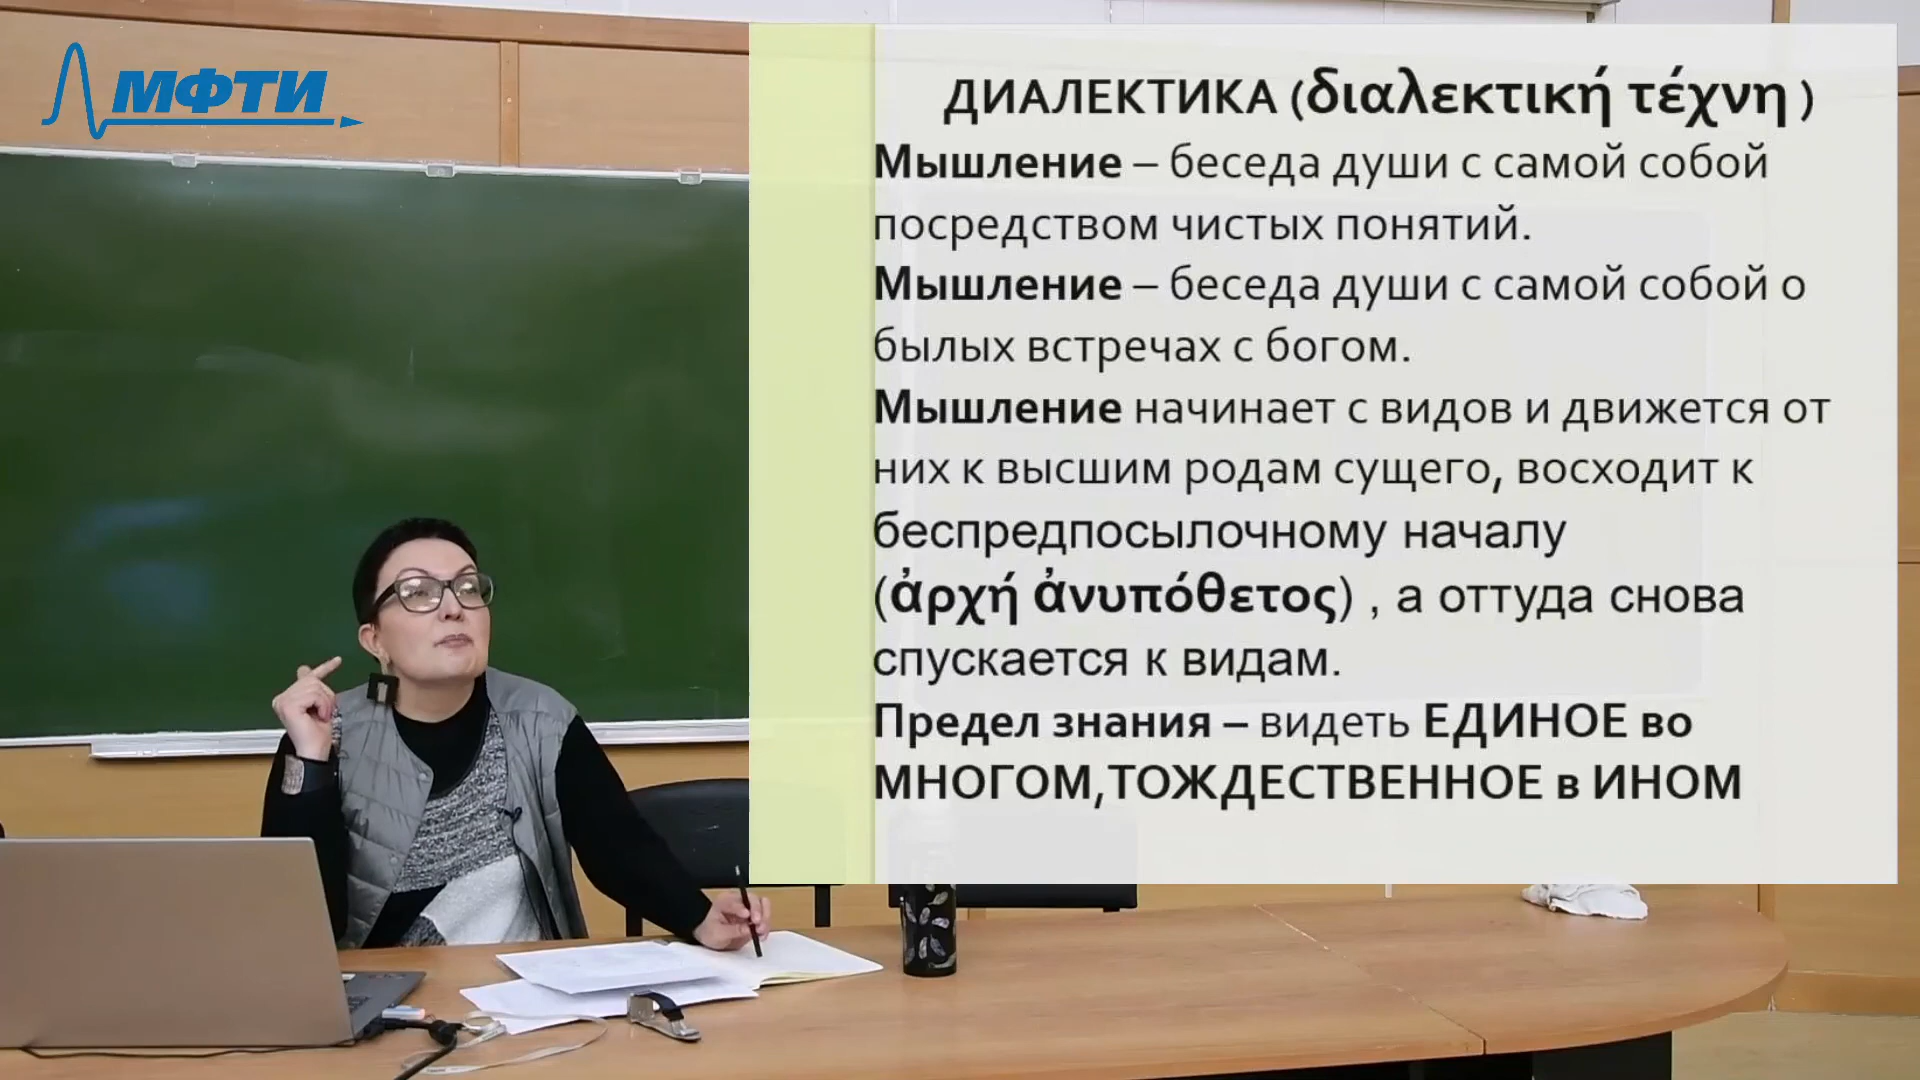 МФТИ
ДИАЛЕКТИКА (διαλεκτική τέχνη )
Мышление – беседа души с самой собой
посредством чистых понятий.
Мышление – беседа души с самой собой о
былых встречах с богом.
Мышление начинает с видов и движется от
них к высшим родам сущего, восходит к
беспредпосылочному началу
(ἀρχή ἀνυπόθετος) , а оттуда снова
спускается к видам.
Предел знания – видеть ЕДИНОЕ во
МНОГОМ,ТОЖДЕСТВЕННОЕ в ИНОМ